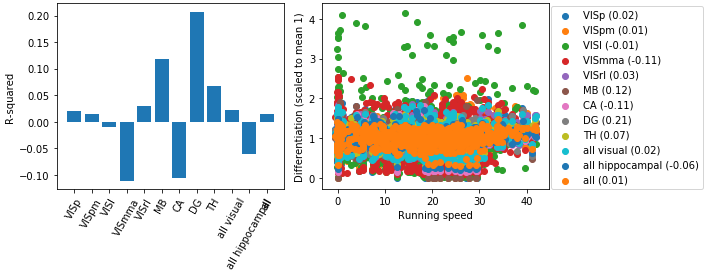 0.20
0.15
0.10
0.05
0.00
−0.05
−0.10
R-squared
VISp
VISpm
VISl
VISmma
VISrl
MB
CA
DG
TH
all visual
all hippocampal
all
4
3
2
1
0
Differentiation (scaled to mean 1)
0
10
20
30
40
Running speed
VISp (0.02)
VISpm (0.01)
VISl (-0.01)
VISmma (-0.11)
VISrl (0.03)
MB (0.12)
CA (-0.11)
DG (0.21)
TH (0.07)
all visual (0.02)
all hippocampal (-0.06)
all (0.01)